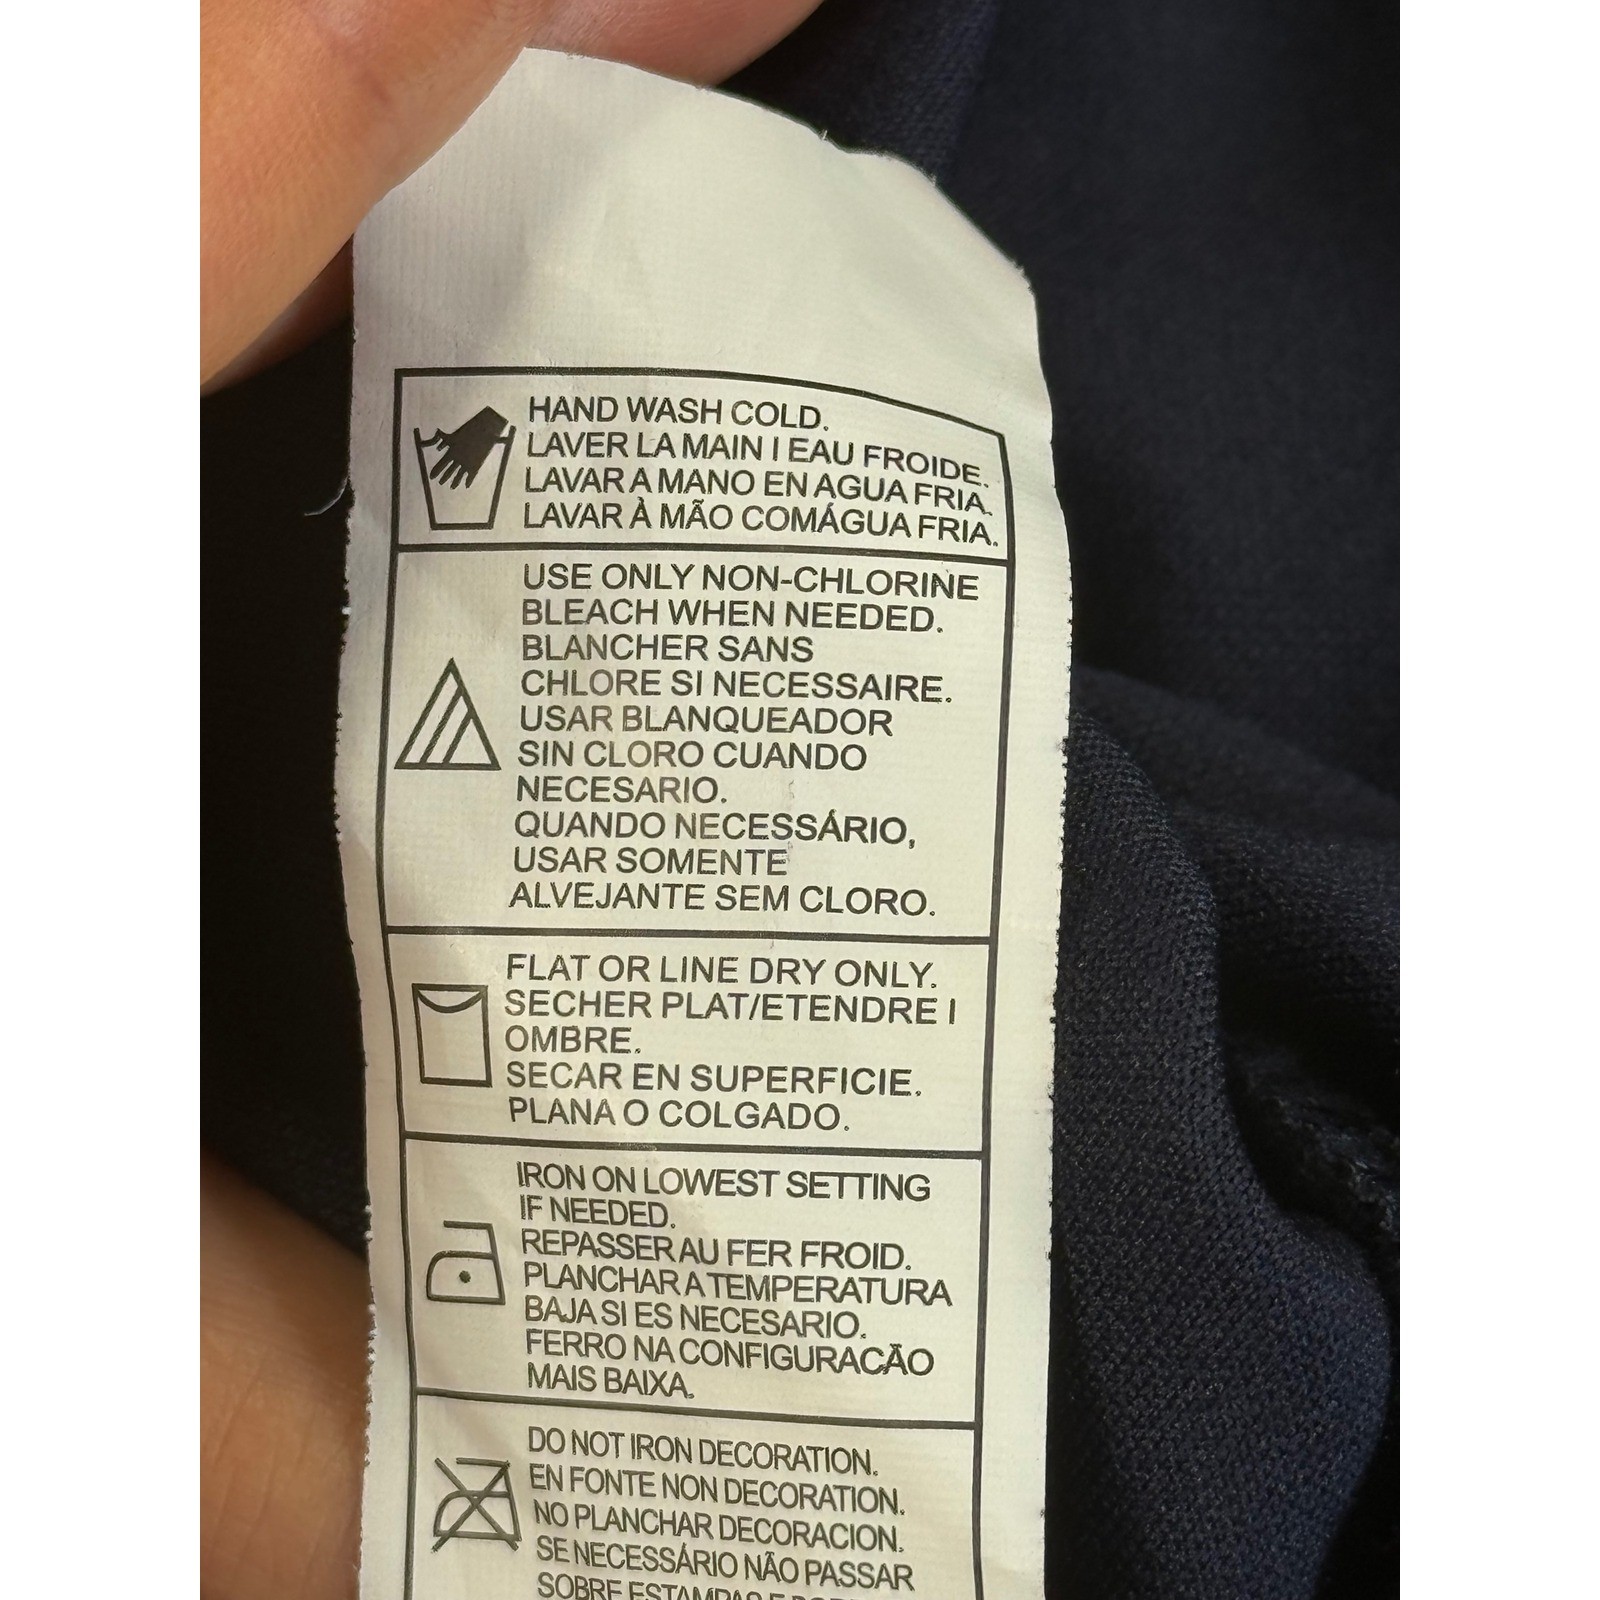 HAND WASH COLD.
LAVER LA MAIN I EAU FROIDE.
LAVAR A MANO EN AGUA FRIA.
LAVAR À MÃO COMÁGUA FRIA.
USE ONLY NON-CHLORINE
BLEACH WHEN NEEDED.
BLANCHER SANS
CHLORE SI NECESSAIRE.
USAR BLANQUEADOR
SIN CLORO CUANDO
NECESARIO.
QUANDO NECESSÁRIO,
USAR SOMENTE
ALVEJANTE SEM CLORO.
FLAT OR LINE DRY ONLY.
SECHER PLAT/ETENDRE I
OMBRE.
SECAR EN SUPERFICIE.
PLANA O COLGADO.
IRON ON LOWEST SETTING
IF NEEDED.
REPASSER AU FER FROID.
PLANCHAR A TEMPERATURA
BAJA SI ES NECESARIO.
FERRO NA CONFIGURACÃO
MAIS BAIXA.
DO NOT IRON DECORATION.
EN FONTE NON DECORATION.
NO PLANCHAR DECORACION.
SE NECESSÁRIO NÃO PASSAR
SOBRE ESTAMPAS E